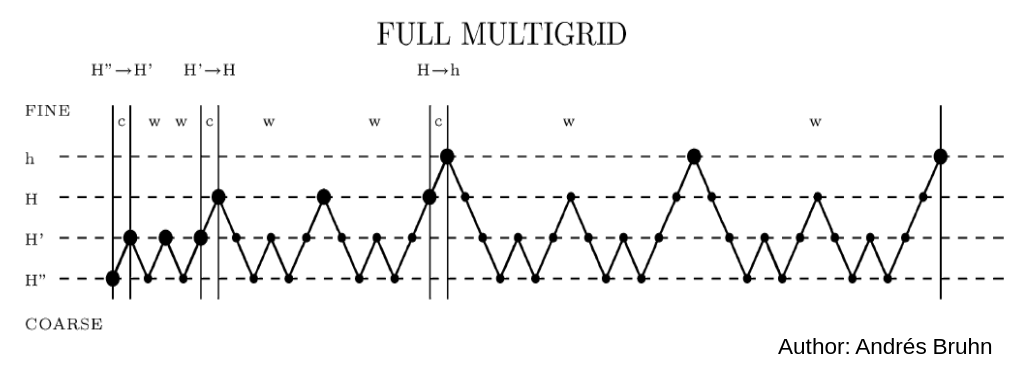 FULL MULTIGRID
H"→H' H'→H H→h
FINE
c w w c w w c w w
h
H
H'
H"
COARSE
Author: Andrés Bruhn